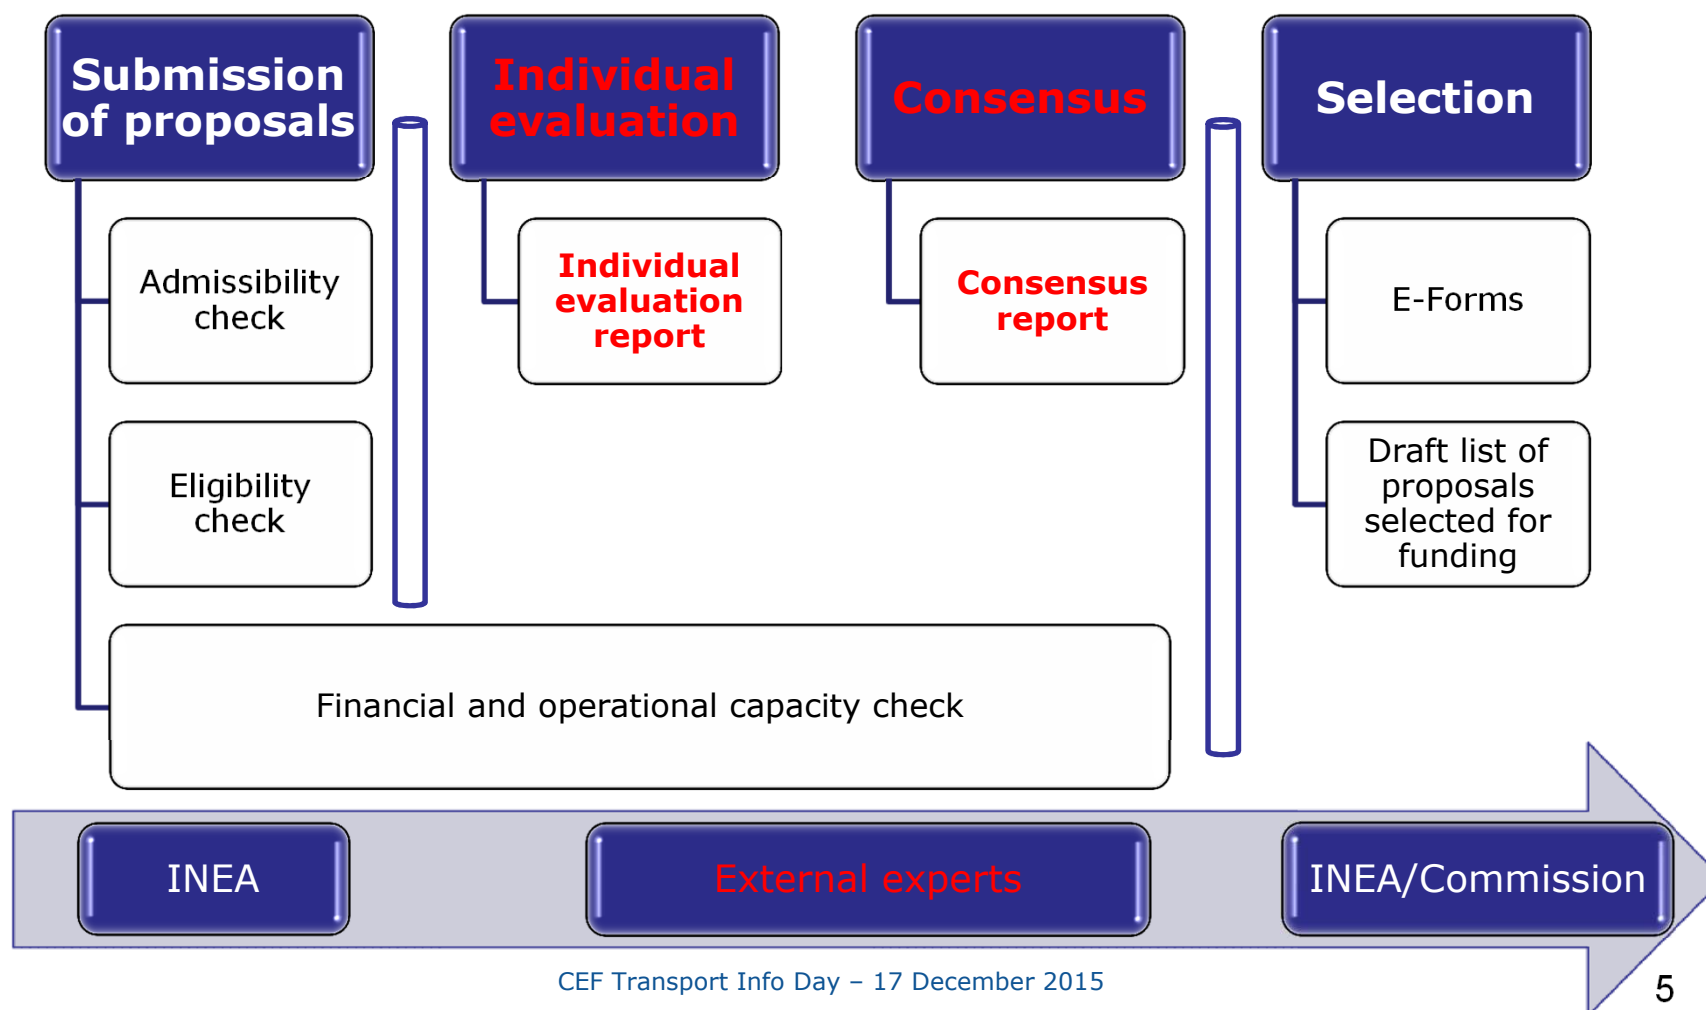 Submission
of proposals
Individual
evaluation
Consensus
Selection
Admissibility
check
Individual
evaluation
report
Consensus
report
E-Forms
Eligibility
check
Draft list of
proposals
selected for
funding
Financial and operational capacity check
INEA
External experts
INEA/Commission
CEF Transport Info Day – 17 December 2015
5